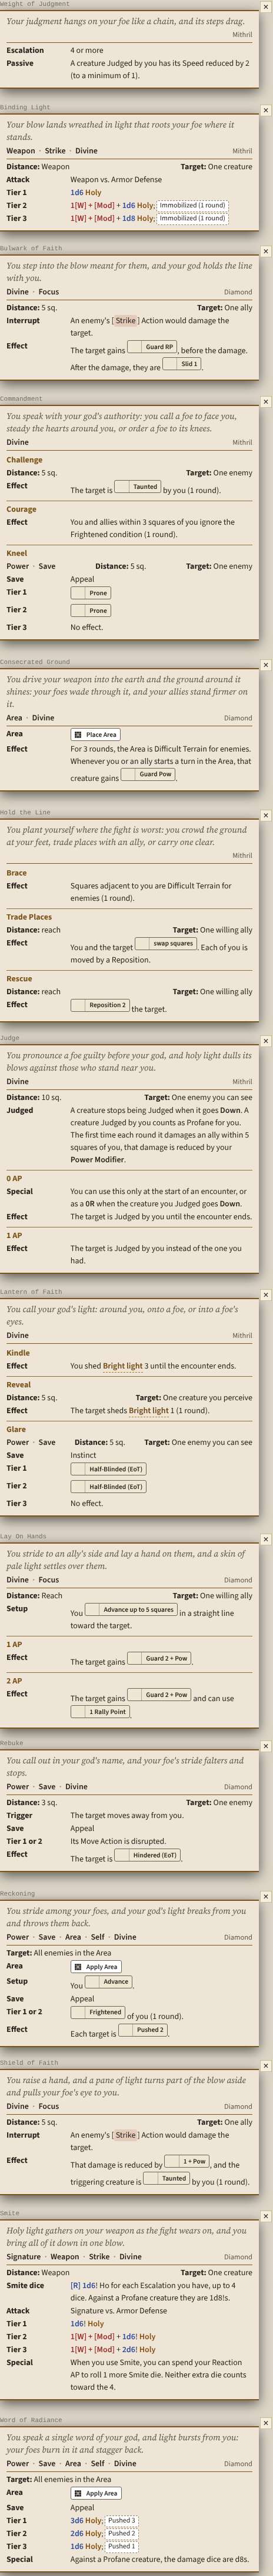 Weight of Judgment
Your judgment hangs on your foe like a chain, and its steps drag.
Mithril
Escalation 4 or more
Passive A creature Judged by you has its Speed reduced by 2
(to a minimum of 1).
Binding Light
Your blow lands wreathed in light that roots your foe where it
stands.
Weapon · Strike · Divine Mithril
Distance: Weapon Target: One creature
Attack Weapon vs. Armor Defense
Tier 1 1d6 Holy
Tier 2 1[W] + [Mod] + 1d6 Holy; Immobilized (1 round)
Tier 3 1[W] + [Mod] + 1d8 Holy; Immobilized (1 round)
Bulwark of Faith
You step into the blow meant for them, and your god holds the line
with you.
Divine · Focus Diamond
Distance: 5 sq. Target: One ally
Interrupt An enemy's [Strike] Action would damage the
target.
Effect The target gains Guard RP, before the damage.
After the damage, they are Slid 1.
Commandment
You speak with your god's authority: you call a foe to face you,
steady the hearts around you, or order a foe to its knees.
Divine Mithril
Challenge
Distance: 5 sq. Target: One enemy
Effect The target is Taunted by you (1 round).
Courage
Effect You and allies within 3 squares of you ignore the
Frightened condition (1 round).
Kneel
Power · Save Distance: 5 sq. Target: One enemy
Save Appeal
Tier 1 Prone
Tier 2 Prone
Tier 3 No effect.
Consecrated Ground
You drive your weapon into the earth and the ground around it
shines: your foes wade through it, and your allies stand firmer on
it.
Area · Divine Diamond
Area Place Area
Effect For 3 rounds, the Area is Difficult Terrain for enemies.
Whenever you or an ally starts a turn in the Area, that
creature gains Guard Pow.
Hold the Line
You plant yourself where the fight is worst: you crowd the ground
at your feet, trade places with an ally, or carry one clear.
Mithril
Brace
Effect Squares adjacent to you are Difficult Terrain for
enemies (1 round).
Trade Places
Distance: reach Target: One willing ally
Effect You and the target swap squares. Each of you is
moved by a Reposition.
Rescue
Distance: reach Target: One willing ally
Effect Reposition 2 the target.
Judge
You pronounce a foe guilty before your god, and holy light dulls its
blows against those who stand near you.
Divine Mithril
Distance: 10 sq. Target: One enemy you can see
Judged A creature stops being Judged when it goes Down. A
creature Judged by you counts as Profane for you.
The first time each round it damages an ally within 5
squares of you, that damage is reduced by your
Power Modifier.
0 AP
Special You can use this only at the start of an encounter, or
as a 0R when the creature you Judged goes Down.
Effect The target is Judged by you until the encounter ends.
1 AP
Effect The target is Judged by you instead of the one you
had.
Lantern of Faith
You call your god's light: around you, onto a foe, or into a foe's
eyes.
Divine Mithril
Kindle
Effect You shed Bright light 3 until the encounter ends.
Reveal
Distance: 5 sq. Target: One creature you perceive
Effect The target sheds Bright light 1 (1 round).
Glare
Power · Save Distance: 5 sq. Target: One enemy you can see
Save Instinct
Tier 1 Half-Blinded (EoT)
Tier 2 Half-Blinded (EoT)
Tier 3 No effect.
Lay On Hands
You stride to an ally's side and lay a hand on them, and a skin of
pale light settles over them.
Divine · Focus Diamond
Distance: Reach Target: One willing ally
Setup You Advance up to 5 squares in a straight line
toward the target.
1 AP
Effect The target gains Guard 2 + Pow.
2 AP
Effect The target gains Guard 2 + Pow and can use
1 Rally Point.
Rebuke
You call out in your god's name, and your foe's stride falters and
stops.
Power · Save · Divine Diamond
Distance: 3 sq. Target: One enemy
Trigger The target moves away from you.
Save Appeal
Tier 1 or 2 Its Move Action is disrupted.
Effect The target is Hindered (EoT).
Reckoning
You stride among your foes, and your god's light breaks from you
and throws them back.
Power · Save · Area · Self · Divine Diamond
Target: All enemies in the Area
Area Apply Area
Setup You Advance.
Save Appeal
Tier 1 or 2 Frightened of you (1 round).
Effect Each target is Pushed 2.
Shield of Faith
You raise a hand, and a pane of light turns part of the blow aside
and pulls your foe's eye to you.
Divine · Focus Diamond
Distance: 5 sq. Target: One ally
Interrupt An enemy's [Strike] Action would damage the
target.
Effect That damage is reduced by 1 + Pow, and the
triggering creature is Taunted by you (1 round).
Smite
Holy light gathers on your weapon as the fight wears on, and you
bring all of it down in one blow.
Signature · Weapon · Strike · Divine
Distance: Weapon Target: One creature
Smite dice [R] 1d6! Ho for each Escalation you have, up to 4
dice. Against a Profane creature they are 1d8!s.
Attack Signature vs. Armor Defense
Tier 1 1d6! Holy
Tier 2 1[W] + [Mod] + 1d6! Holy
Tier 3 1[W] + [Mod] + 2d6! Holy
Special When you use Smite, you can spend your Reaction
AP to roll 1 more Smite die. Neither extra die counts
toward the 4.
Word of Radiance
You speak a single word of your god, and light bursts from you:
your foes burn in it and stagger back.
Power · Save · Area · Self · Divine Diamond
Target: All enemies in the Area
Area Apply Area
Save Appeal
Tier 1 3d6 Holy; Pushed 3
Tier 2 2d6 Holy; Pushed 2
Tier 3 1d6 Holy; Pushed 1
Special Against a Profane creature, the damage dice are d8s.